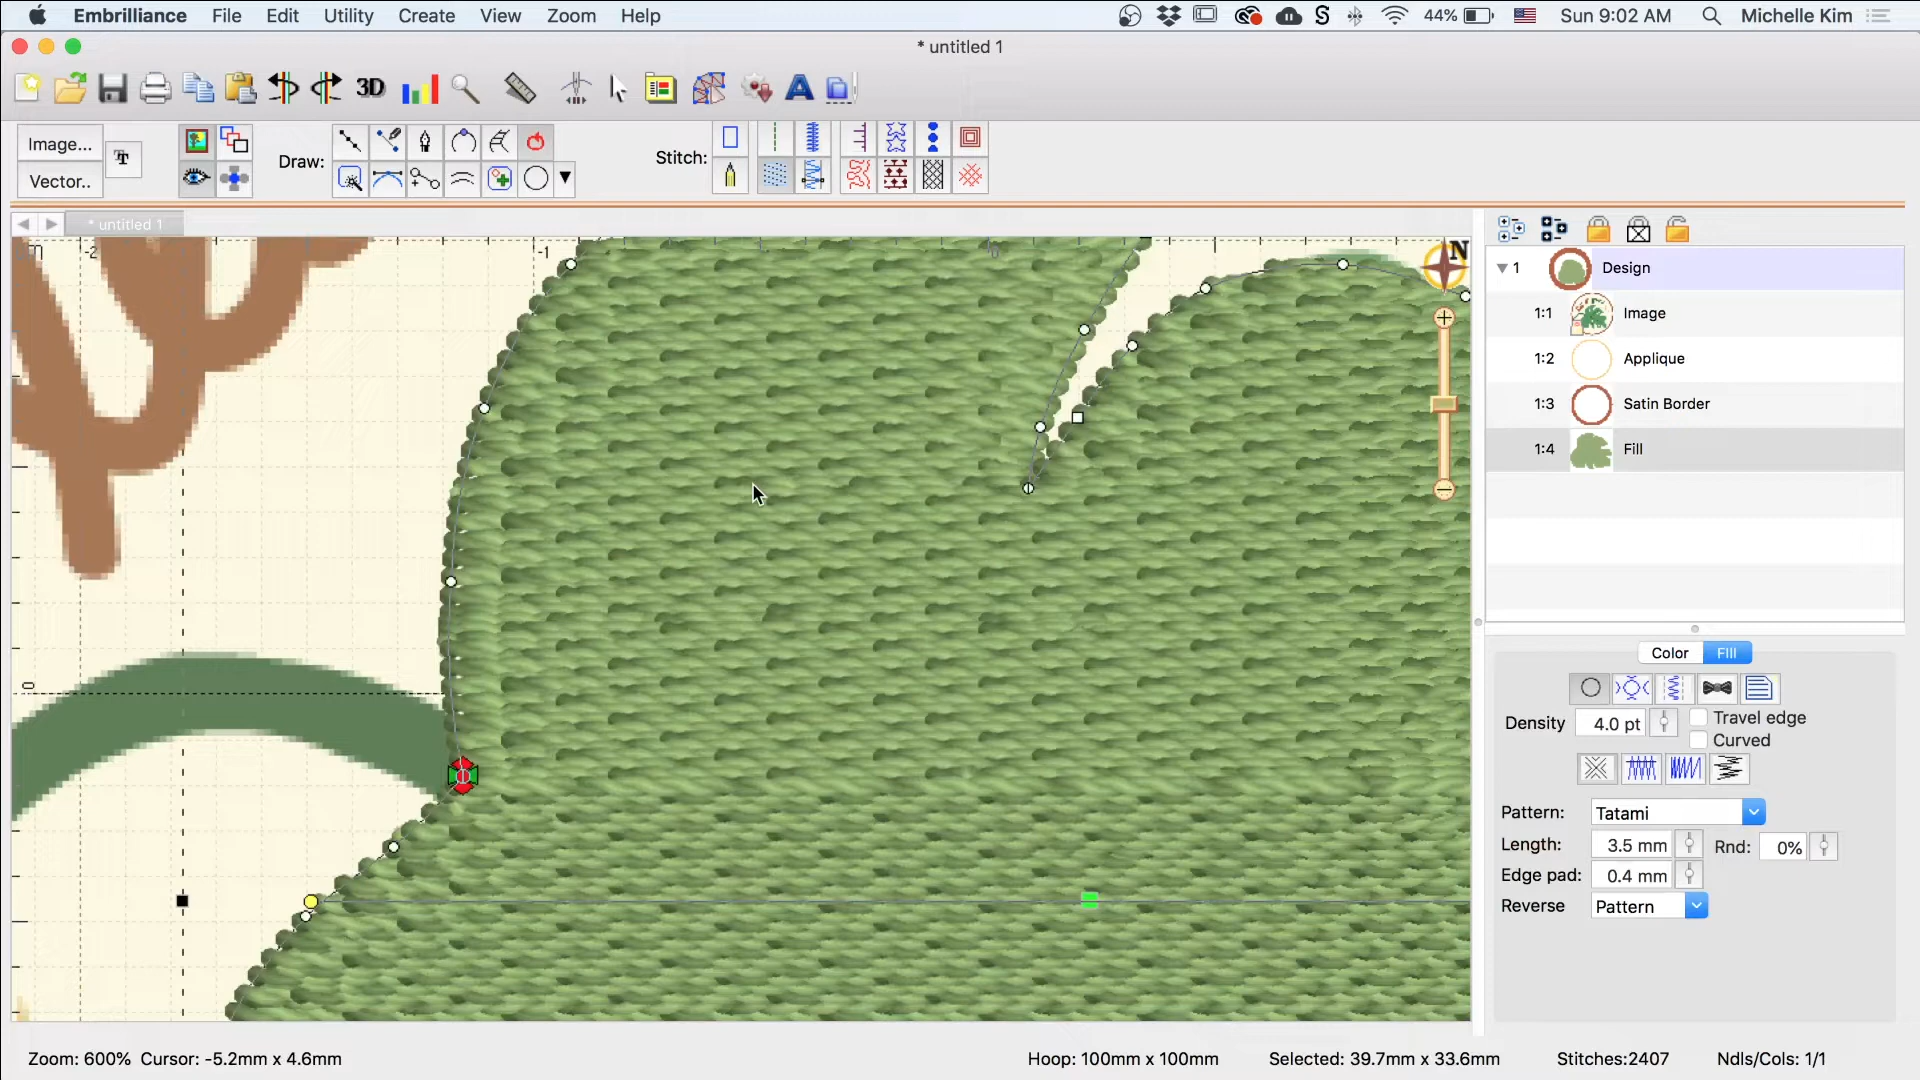 Embrilliance File Edit Utility Create View Zoom Help 44% Sun 9:02 AM Michelle Kim
* untitled 1
3D A
Image...
Vector..
T
Draw:
Stitch:
* untitled 1
-2 -1 0
N
0
1 Design
1:1 Image
1:2 Applique
1:3 Satin Border
1:4 Fill
Color Fill
Density 4.0 pt Travel edge
Curved
Pattern: Tatami
Length: 3.5 mm Rnd: 0%
Edge pad: 0.4 mm
Reverse Pattern
Zoom: 600% Cursor: -5.2mm x 4.6mm Hoop: 100mm x 100mm Selected: 39.7mm x 33.6mm Stitches:2407 Ndls/Cols: 1/1